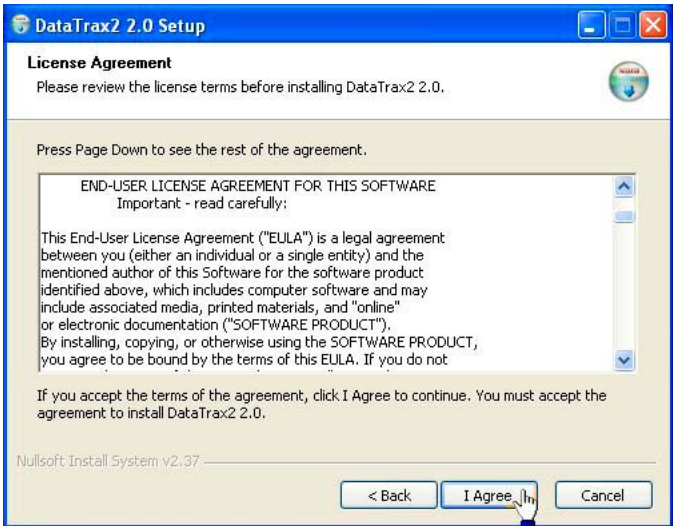 DataTrax2 2.0 Setup
License Agreement
Please review the license terms before installing DataTrax2 2.0.
Press Page Down to see the rest of the agreement.
END-USER LICENSE AGREEMENT FOR THIS SOFTWARE
Important - read carefully:
This End-User License Agreement ("EULA") is a legal agreement
between you (either an individual or a single entity) and the
mentioned author of this Software for the software product
identified above, which includes computer software and may
include associated media, printed materials, and "online"
or electronic documentation ("SOFTWARE PRODUCT").
By installing, copying, or otherwise using the SOFTWARE PRODUCT,
you agree to be bound by the terms of this EULA. If you do not
If you accept the terms of the agreement, click I Agree to continue. You must accept the
agreement to install DataTrax2 2.0.
Nullsoft Install System v2.37
< Back
I Agree
Cancel